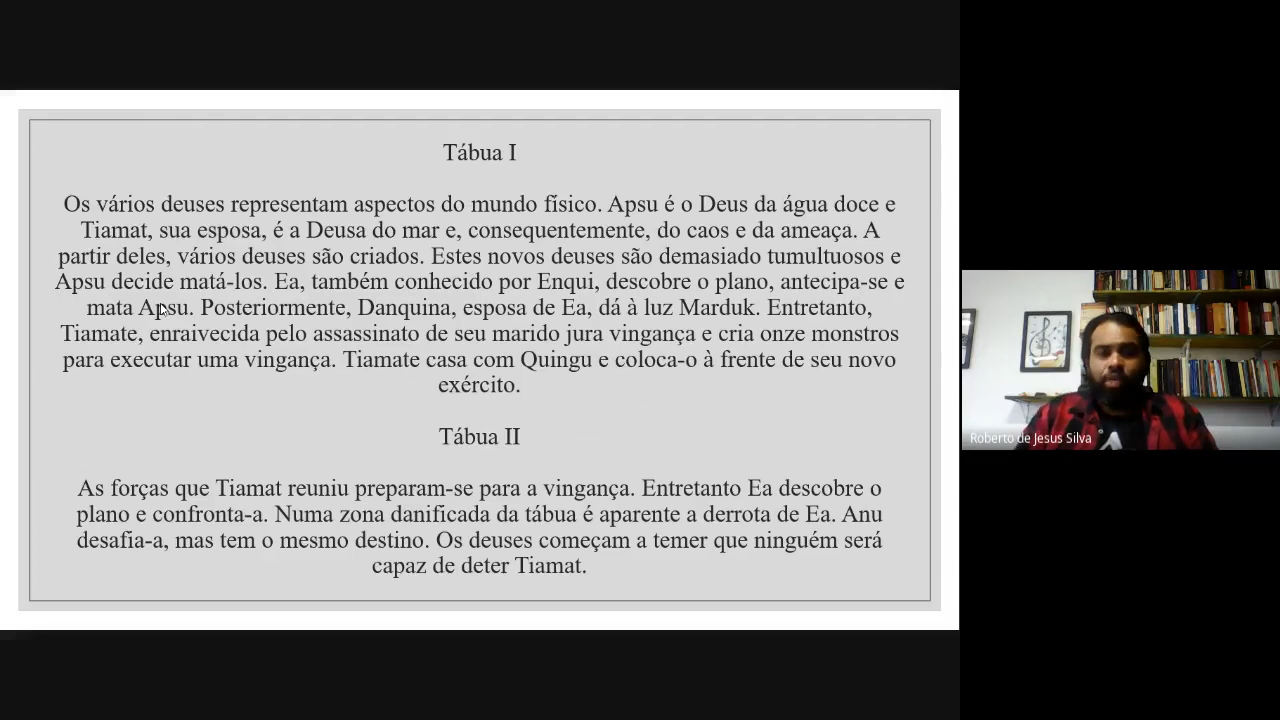 Tábua I
Os vários deuses representam aspectos do mundo físico. Apsu é o Deus da água doce e
Tiamat, sua esposa, é a Deusa do mar e, consequentemente, do caos e da ameaça. A
partir deles, vários deuses são criados. Estes novos deuses são demasiado tumultuosos e
Apsu decide matá-los. Ea, também conhecido por Enqui, descobre o plano, antecipa-se e
mata Apsu. Posteriormente, Danquina, esposa de Ea, dá à luz Marduk. Entretanto,
Tiamate, enraivecida pelo assassinato de seu marido jura vingança e cria onze monstros
para executar uma vingança. Tiamate casa com Quingu e coloca-o à frente de seu novo
exército.
Tábua II
As forças que Tiamat reuniu preparam-se para a vingança. Entretanto Ea descobre o
plano e confronta-a. Numa zona danificada da tábua é aparente a derrota de Ea. Anu
desafia-a, mas tem o mesmo destino. Os deuses começam a temer que ninguém será
capaz de deter Tiamat.
Roberto de Jesus Silva